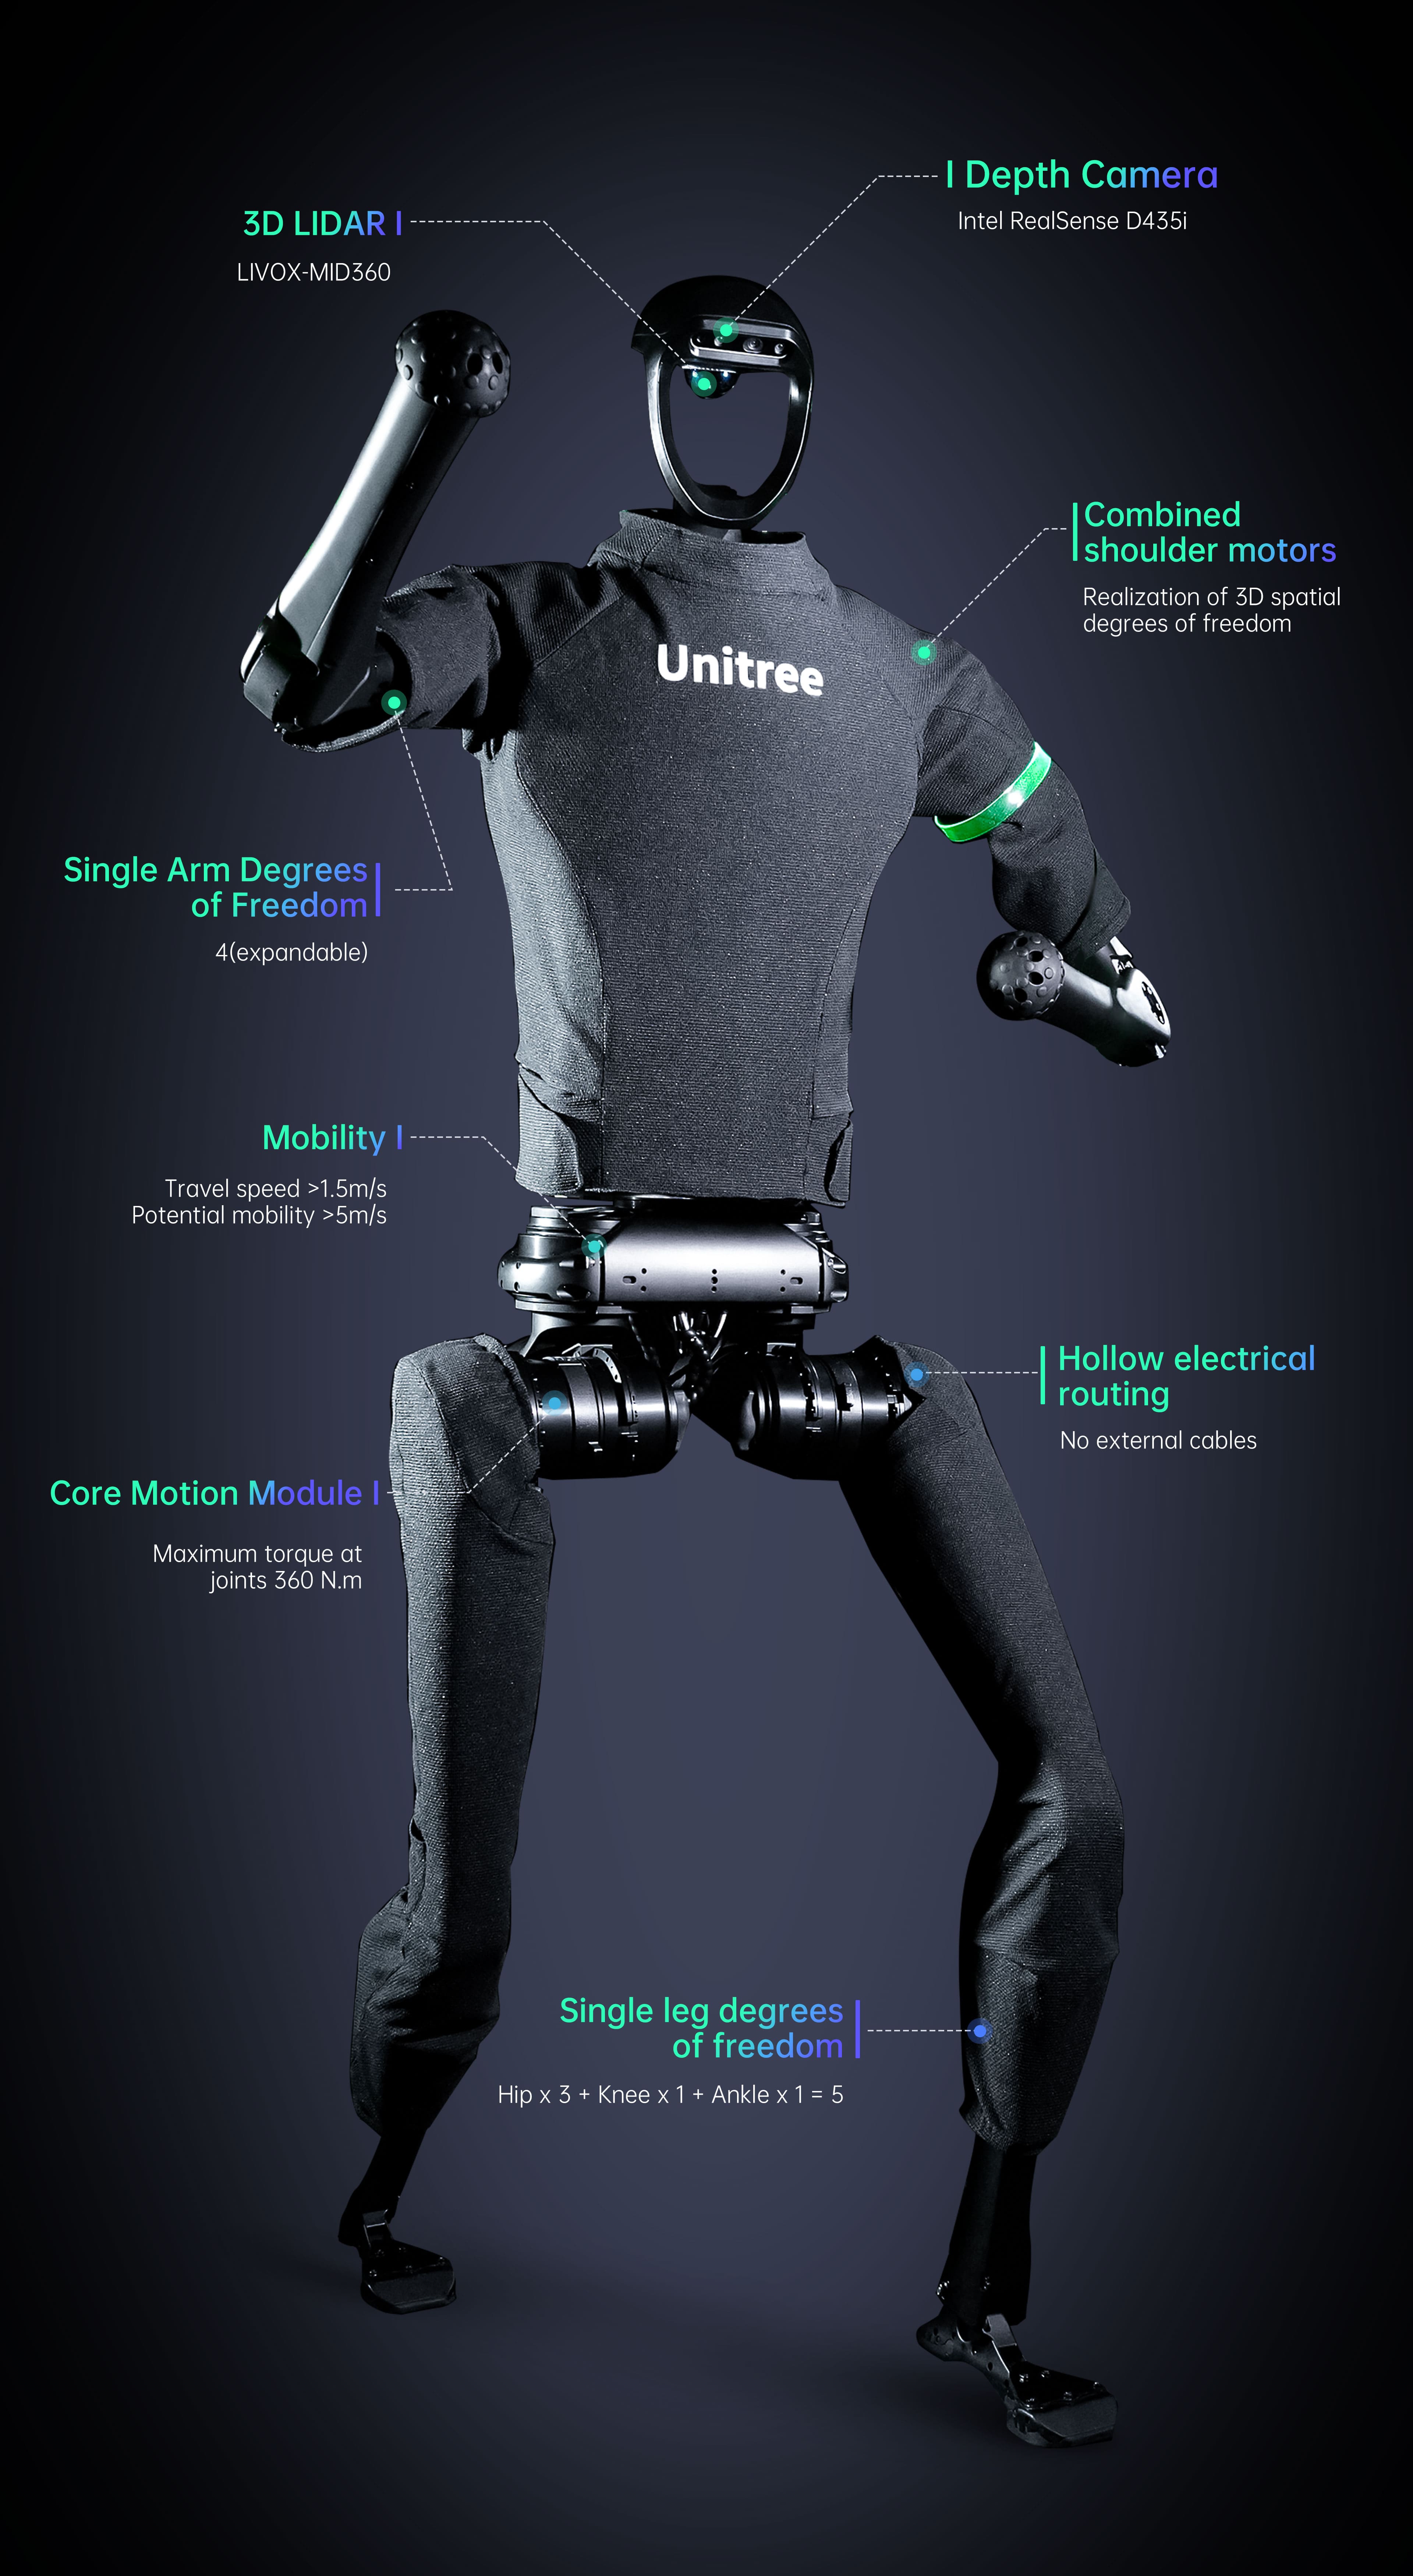 Depth Camera
Intel RealSense D435i
3D LIDAR
LIVOX-MID360
Combined
shoulder motors
Realization of 3D spatial
degrees of freedom
Unitree
Single Arm Degrees
of Freedom
4(expandable)
Mobility
Travel speed >1.5m/s
Potential mobility >5m/s
Hollow electrical
routing
No external cables
Core Motion Module
Maximum torque at
joints 360 N.m
Single leg degrees
of freedom
Hip x 3 + Knee x 1 + Ankle x 1 = 5